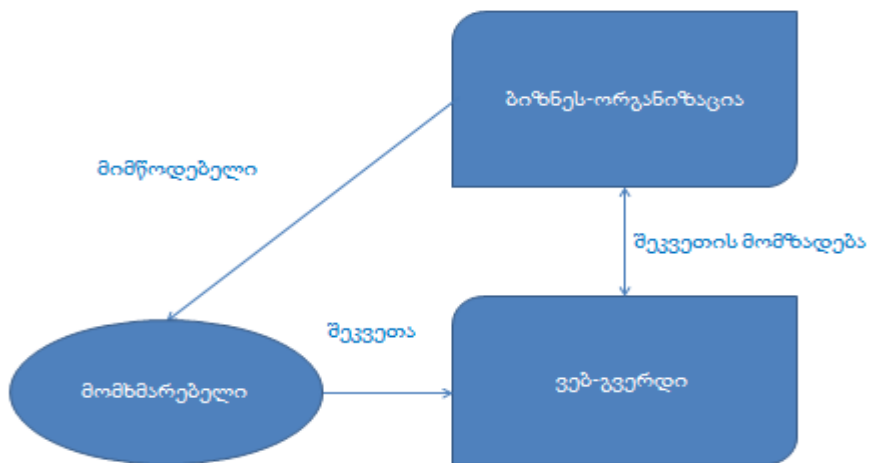 ბიზნეს-ორგანიზაცია
მიმწოდებელი
შეკვეთის მომზადება
შეკვეთა
მომხმარებელი
ვებ-გვერდი